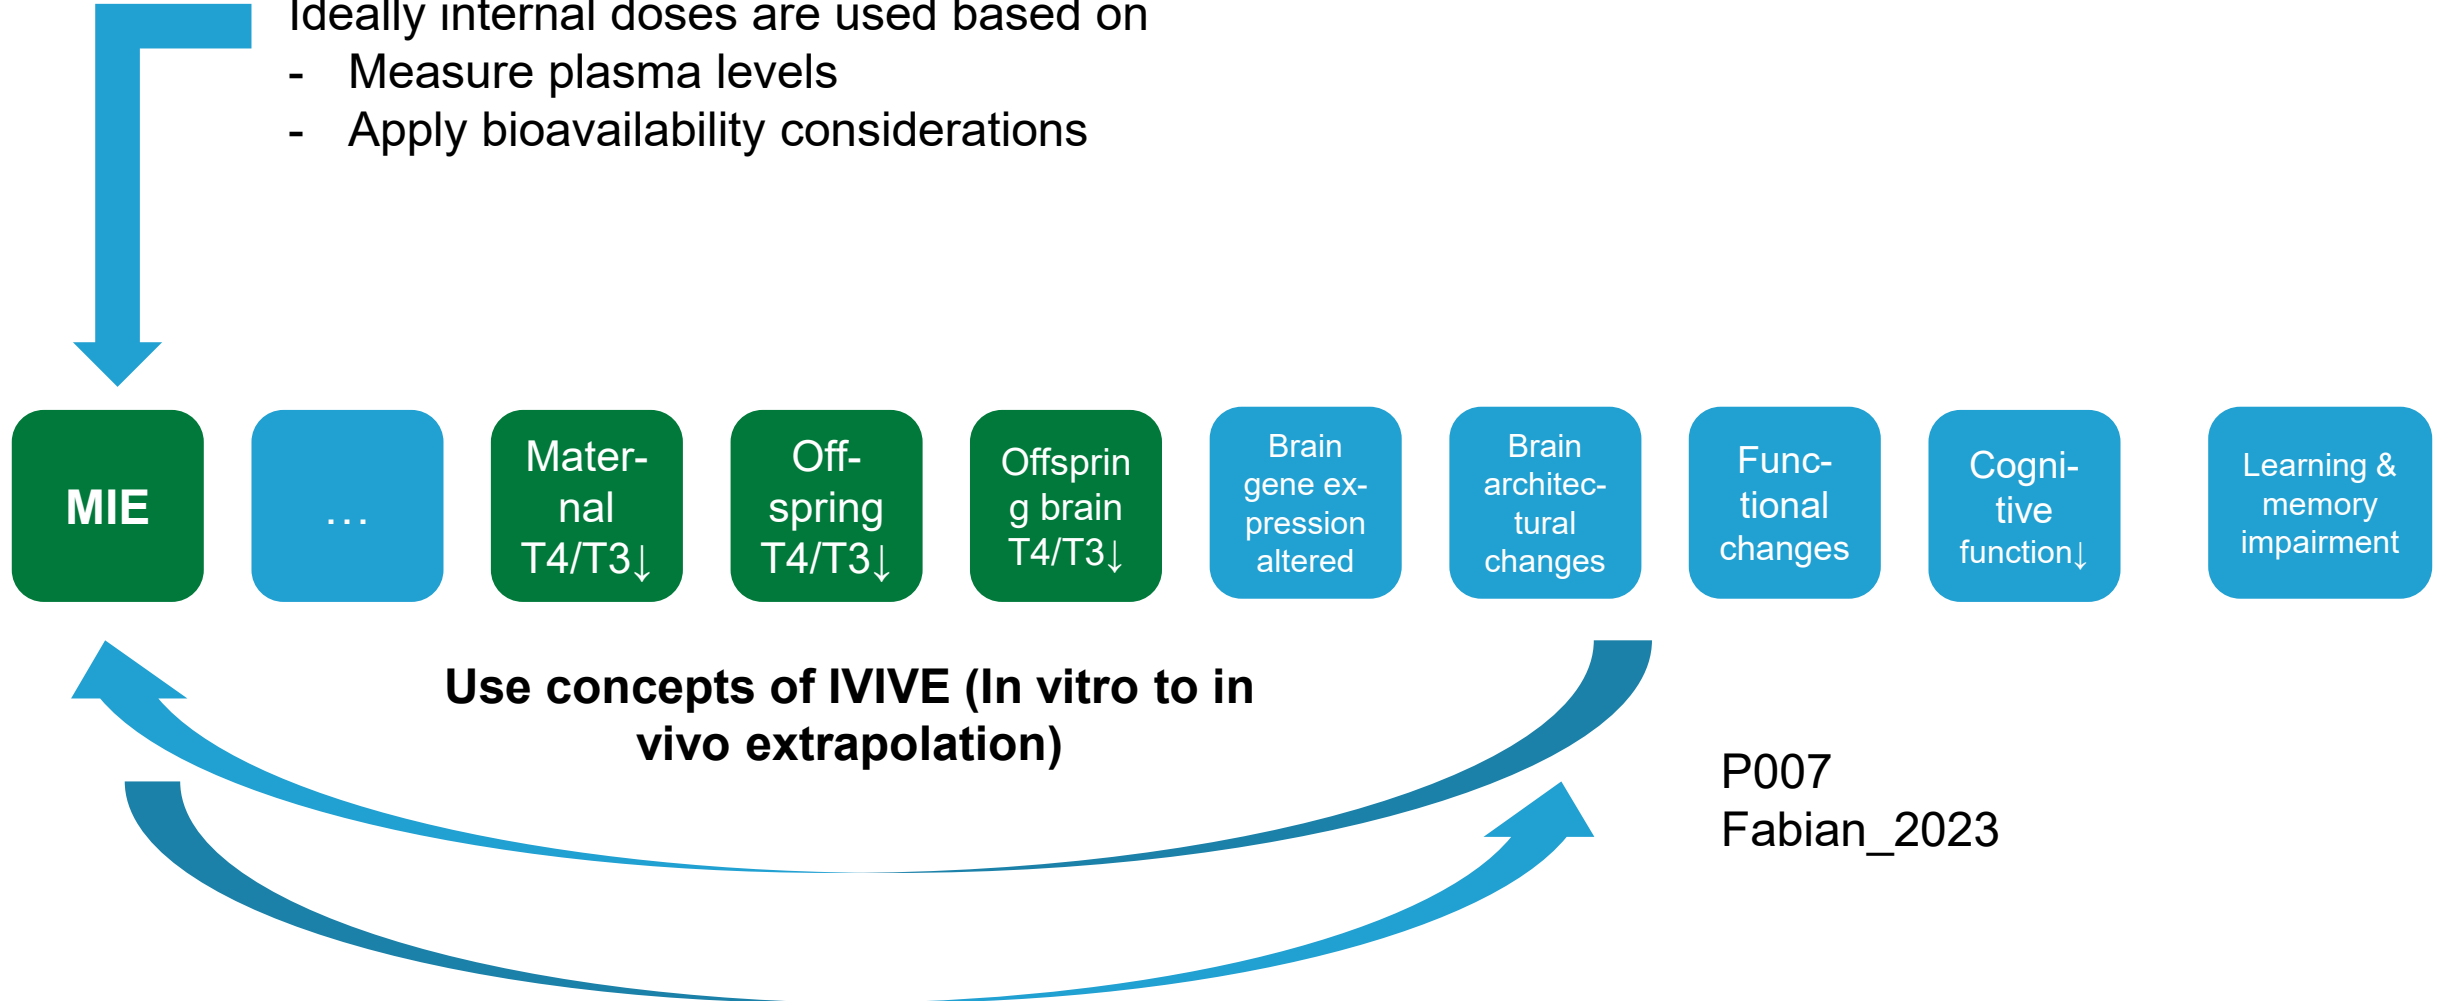 Ideally internal doses are used based on
- Measure plasma levels
- Apply bioavailability considerations
MIE
...
Mater-
nal
T4/T3↓
Off-
spring
T4/T3↓
Offsprin
g brain
T4/T3↓
Brain
gene ex-
pression
altered
Brain
architec-
tural
changes
Func-
tional
changes
Cogni-
tive
function↓
Learning &
memory
impairment
Use concepts of IVIVE (In vitro to in
vivo extrapolation)
P007
Fabian_2023